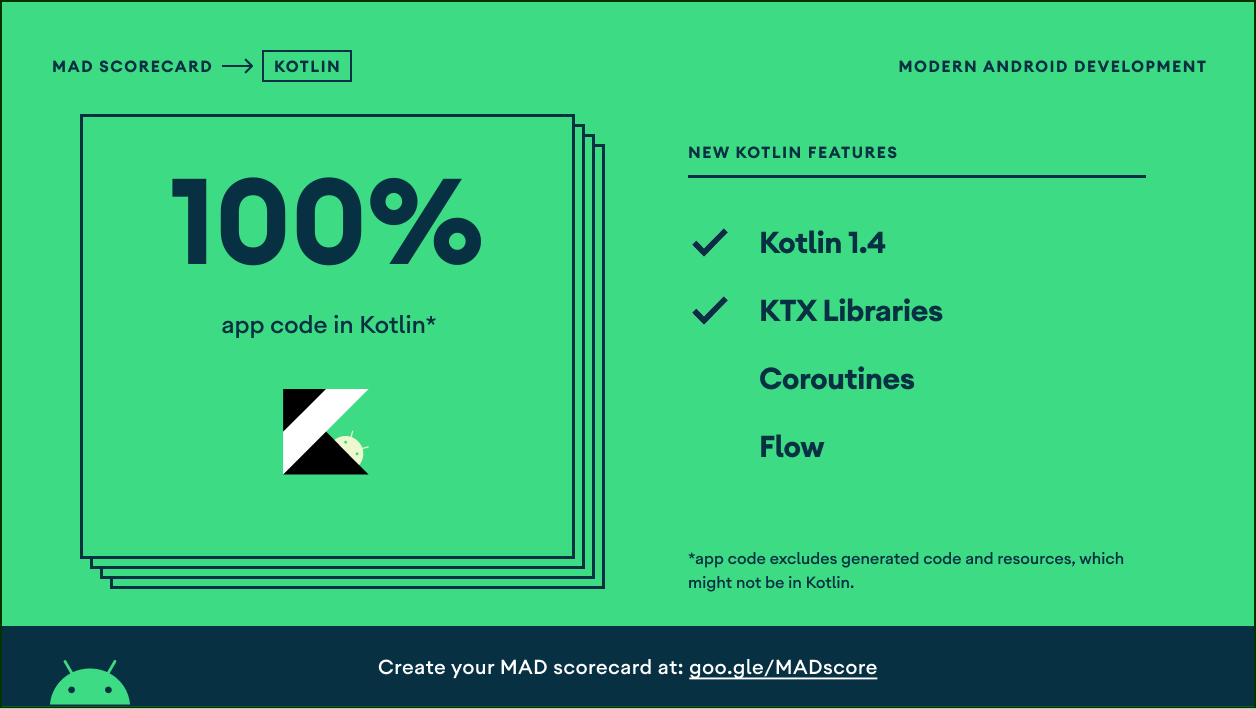 MAD SCORECARD → KOTLIN
MODERN ANDROID DEVELOPMENT
100%
app code in Kotlin*
NEW KOTLIN FEATURES
Kotlin 1.4
KTX Libraries
Coroutines
Flow
*app code excludes generated code and resources, which
might not be in Kotlin.
Create your MAD scorecard at: goo.gle/MADscore